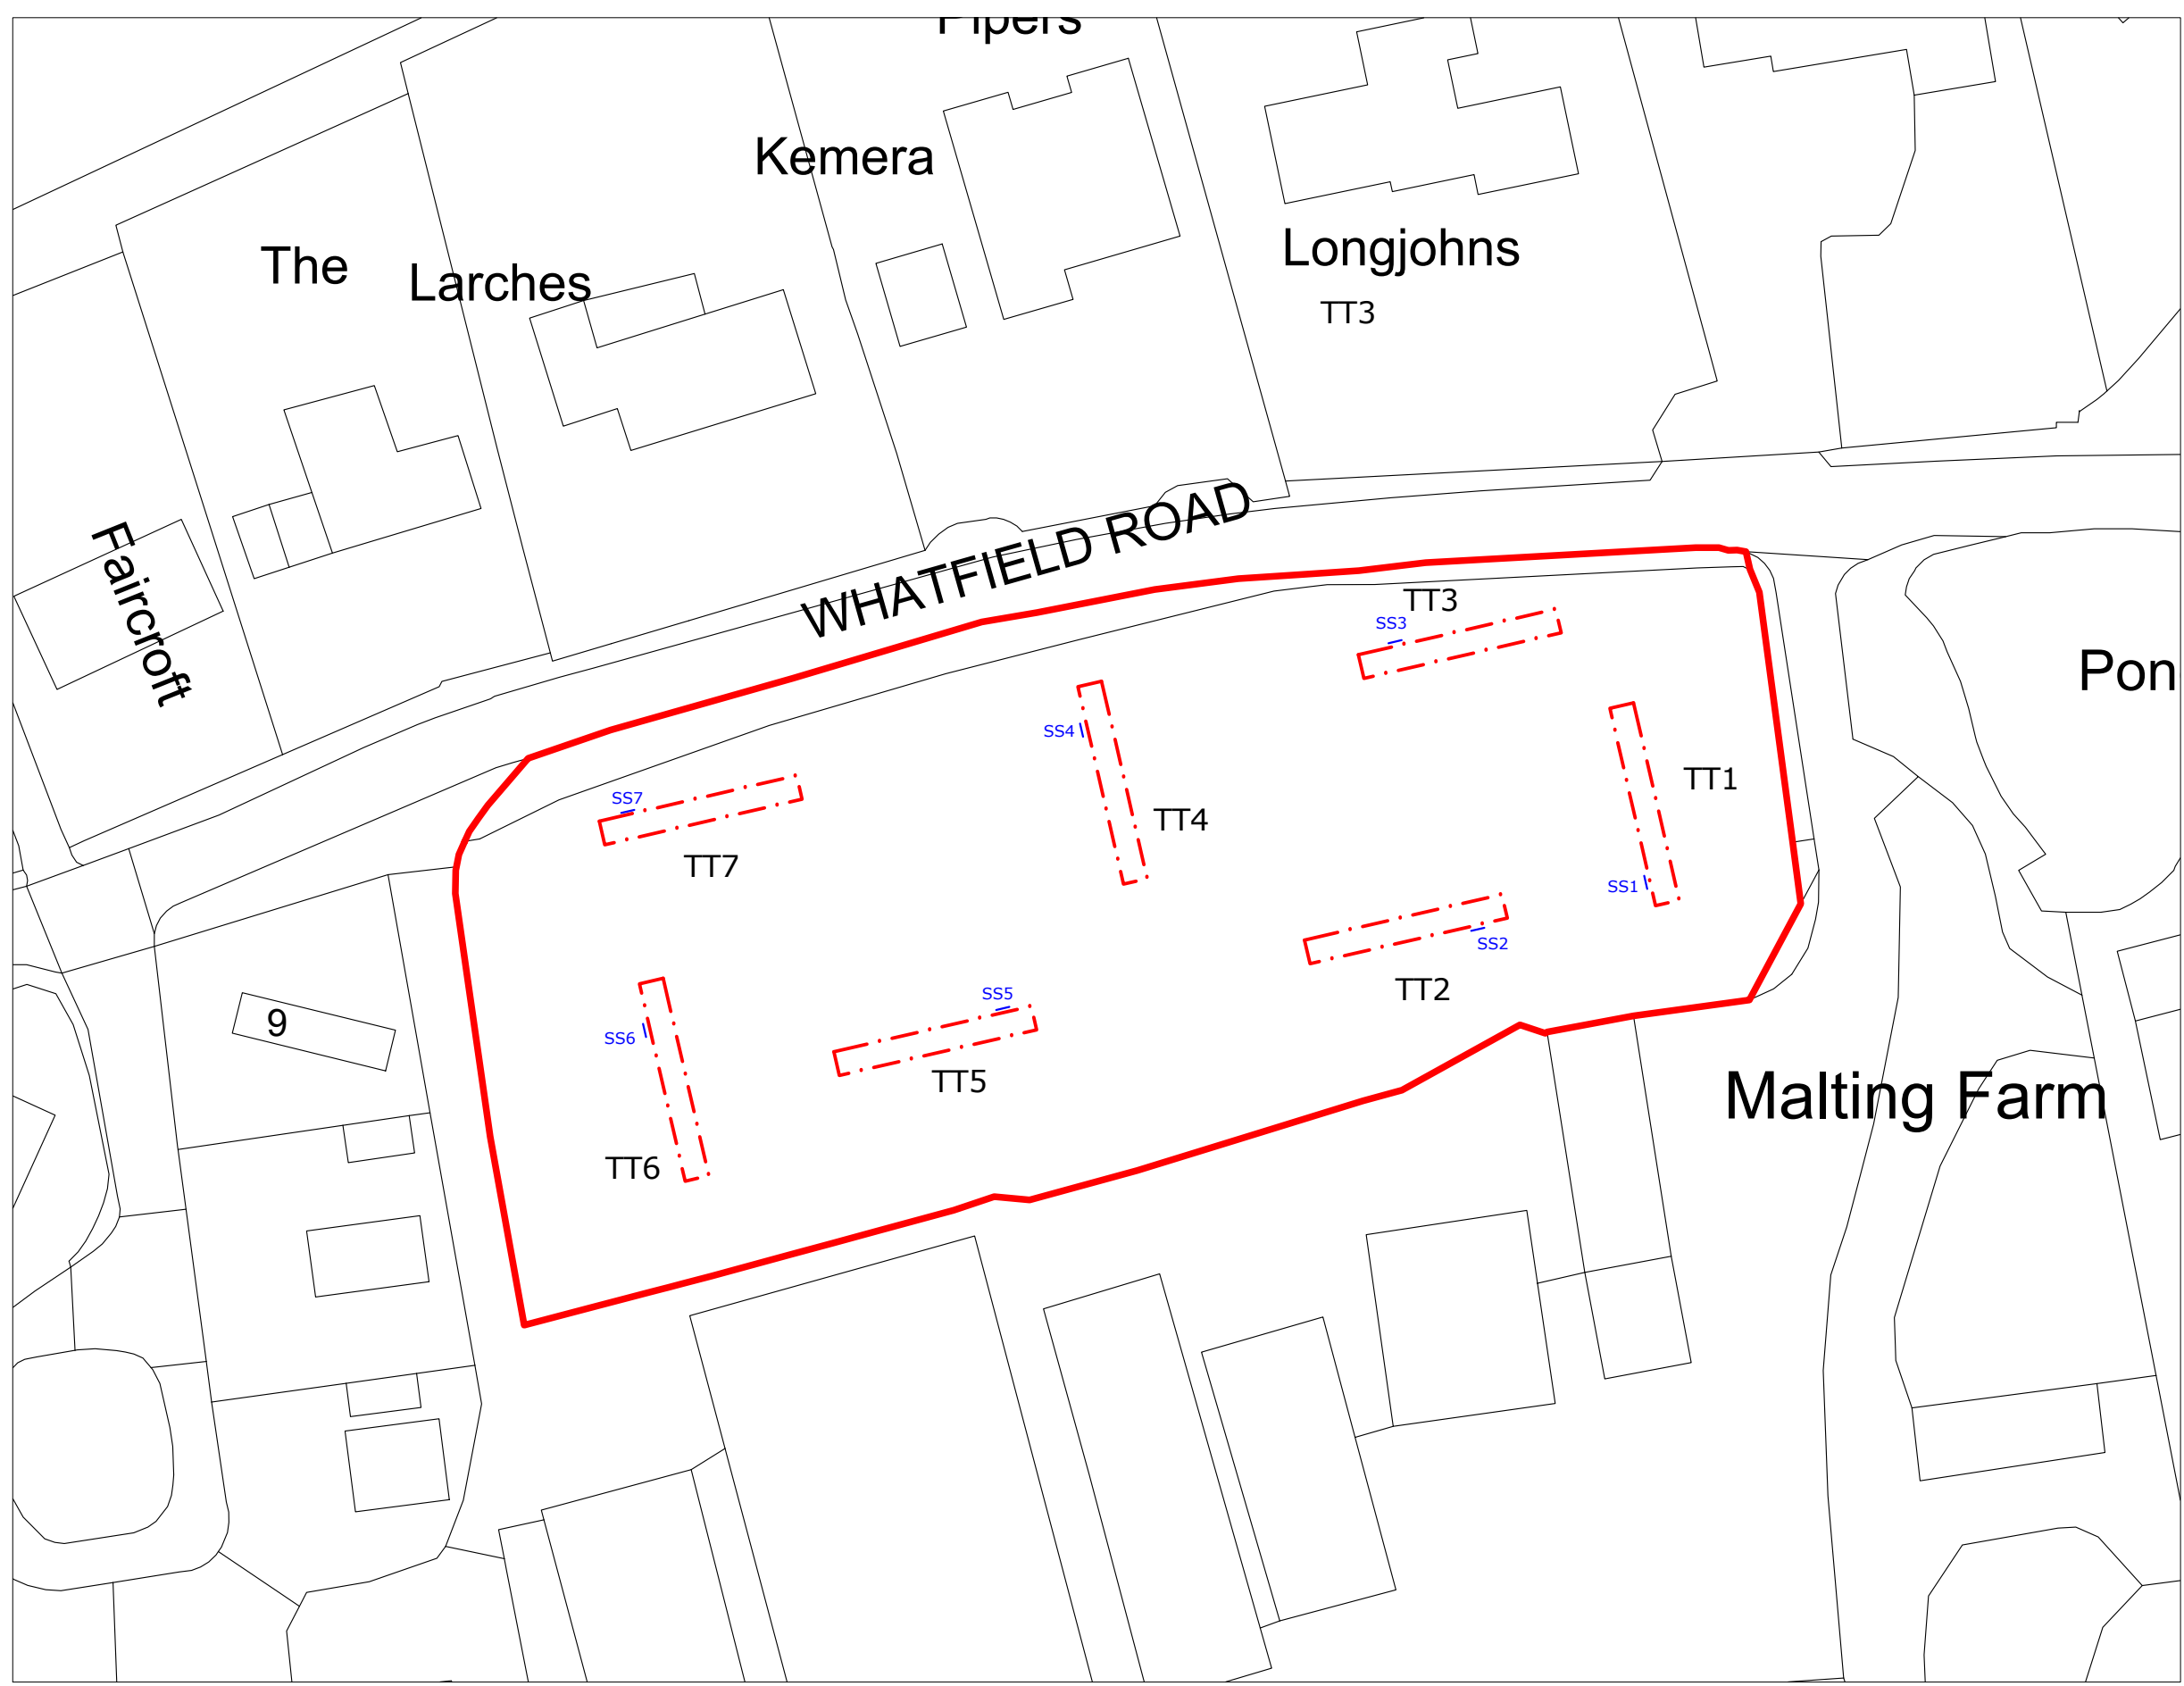 Pipers
Kemera
The Larches
Longjohns
TT3
Faircroft
WHATFIELD ROAD
TT3
SS3
Pon
SS4
TT1
SS7
TT4
TT7
SS1
SS2
TT2
SS5
9
SS6
TT5
Malting Farm
TT6